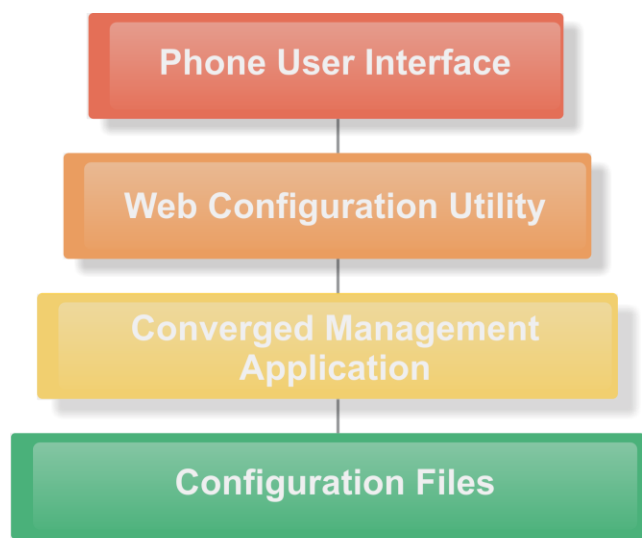 Phone User Interface
Web Configuration Utility
Converged Management
Application
Configuration Files